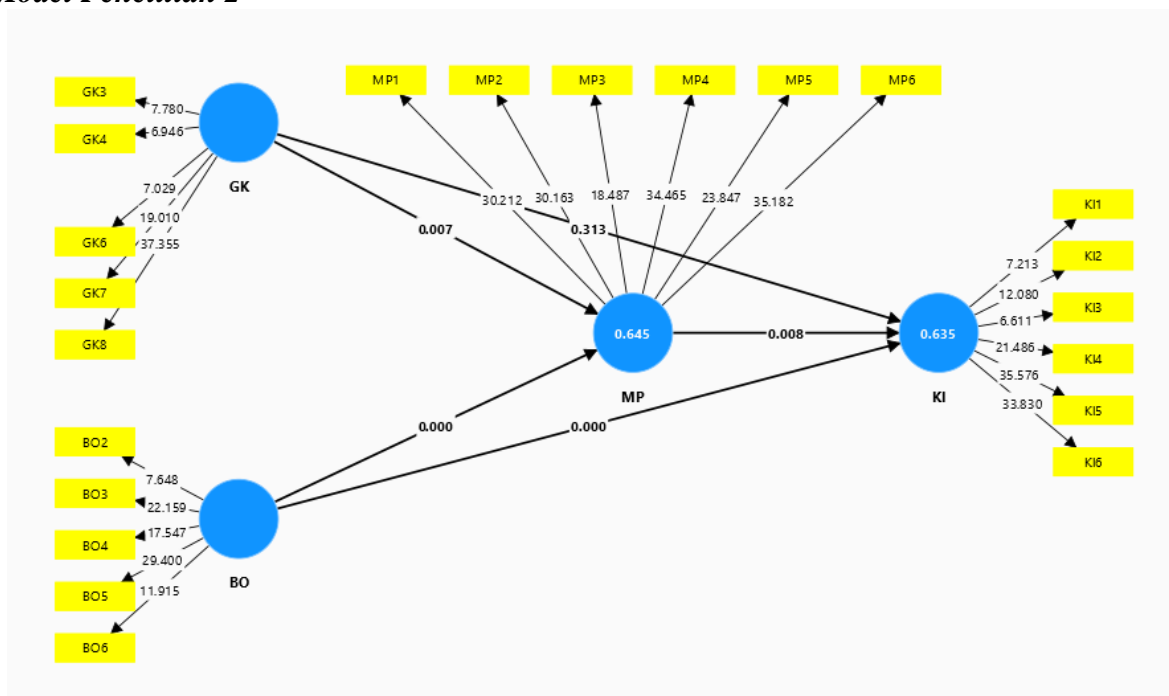 Model Penelitian 2
GK3
GK4
GK6
GK7
GK8
7.780
6.946
7.029
19.010
37.355
GK
MP1
MP2
MP3
MP4
MP5
MP6
30.212
30.163
18.487
34.465
23.847
35.182
0.007
0.313
0.645
MP
0.008
0.635
KI
KI1
KI2
KI3
KI4
KI5
KI6
7.213
12.080
6.611
21.486
35.576
33.830
0.000
0.000
BO2
BO3
BO4
BO5
BO6
7.648
22.159
17.547
29.400
11.915
BO